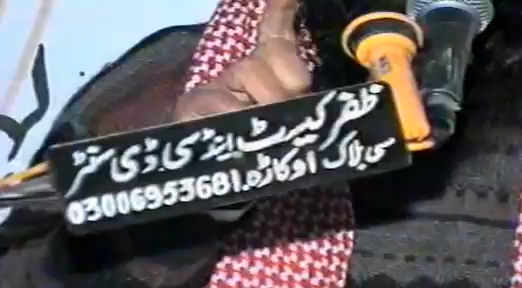 ظفر کیسٹ اینڈ سی ڈی سنٹر
سی بلاک اوکاڑہ 03006953681